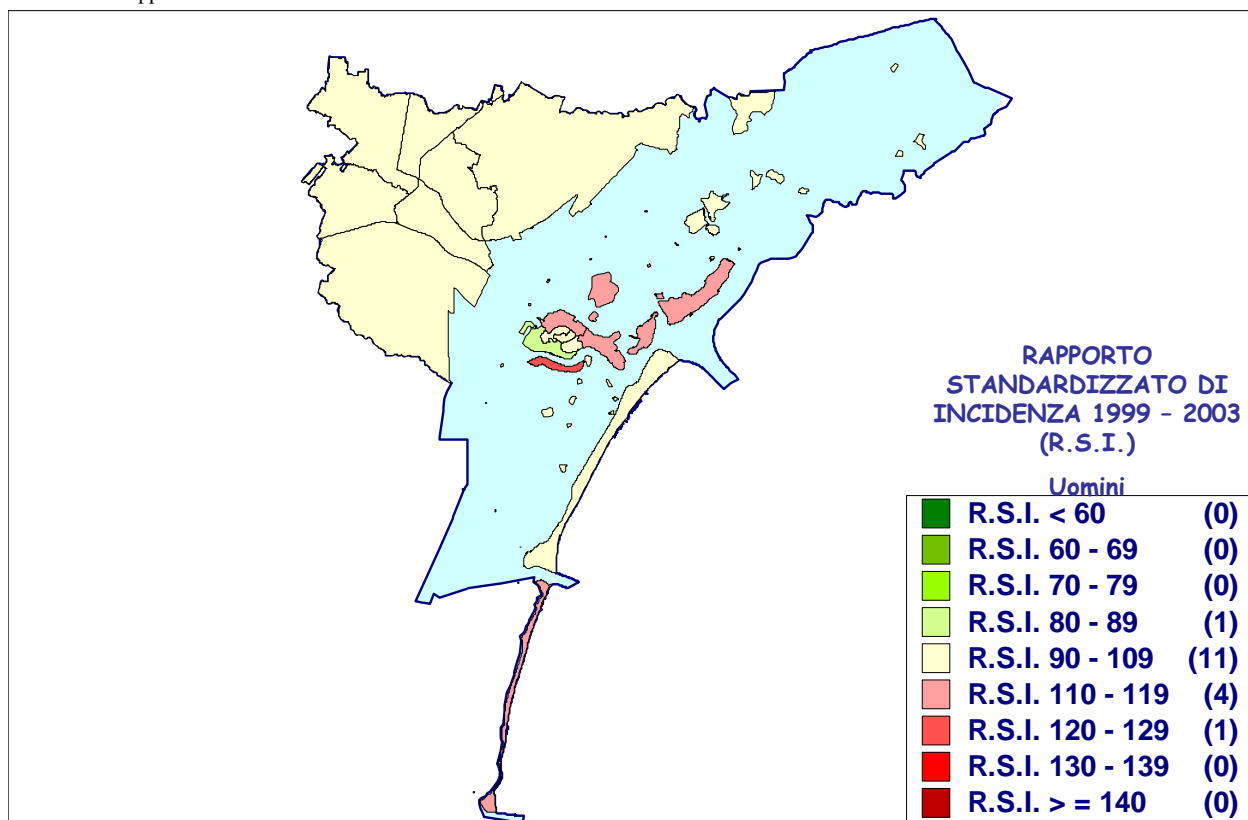 RAPPORTO
STANDARDIZZATO DI
INCIDENZA 1999 - 2003
(R.S.I.)
Uomini
R.S.I. < 60 (0)
R.S.I. 60 - 69 (0)
R.S.I. 70 - 79 (0)
R.S.I. 80 - 89 (1)
R.S.I. 90 - 109 (11)
R.S.I. 110 - 119 (4)
R.S.I. 120 - 129 (1)
R.S.I. 130 - 139 (0)
R.S.I. > = 140 (0)